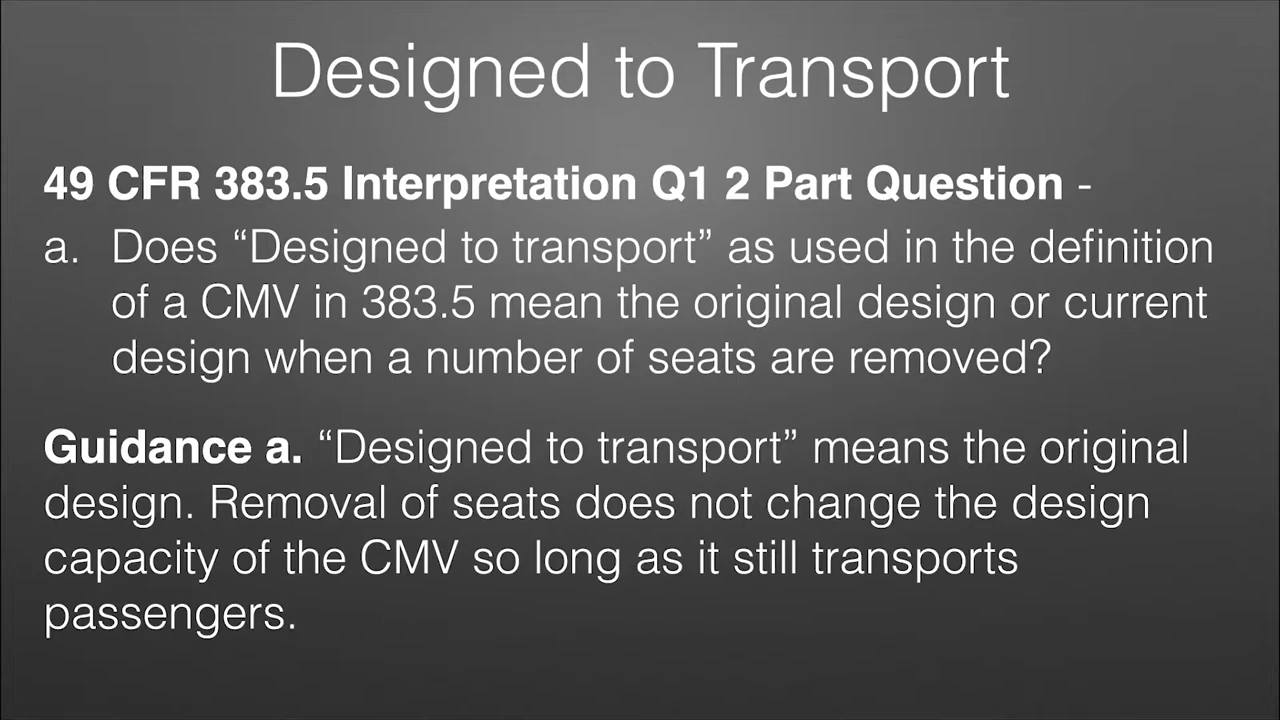 Designed to Transport
49 CFR 383.5 Interpretation Q1 2 Part Question -
a. Does “Designed to transport” as used in the definition
of a CMV in 383.5 mean the original design or current
design when a number of seats are removed?
Guidance a. “Designed to transport” means the original
design. Removal of seats does not change the design
capacity of the CMV so long as it still transports
passengers.